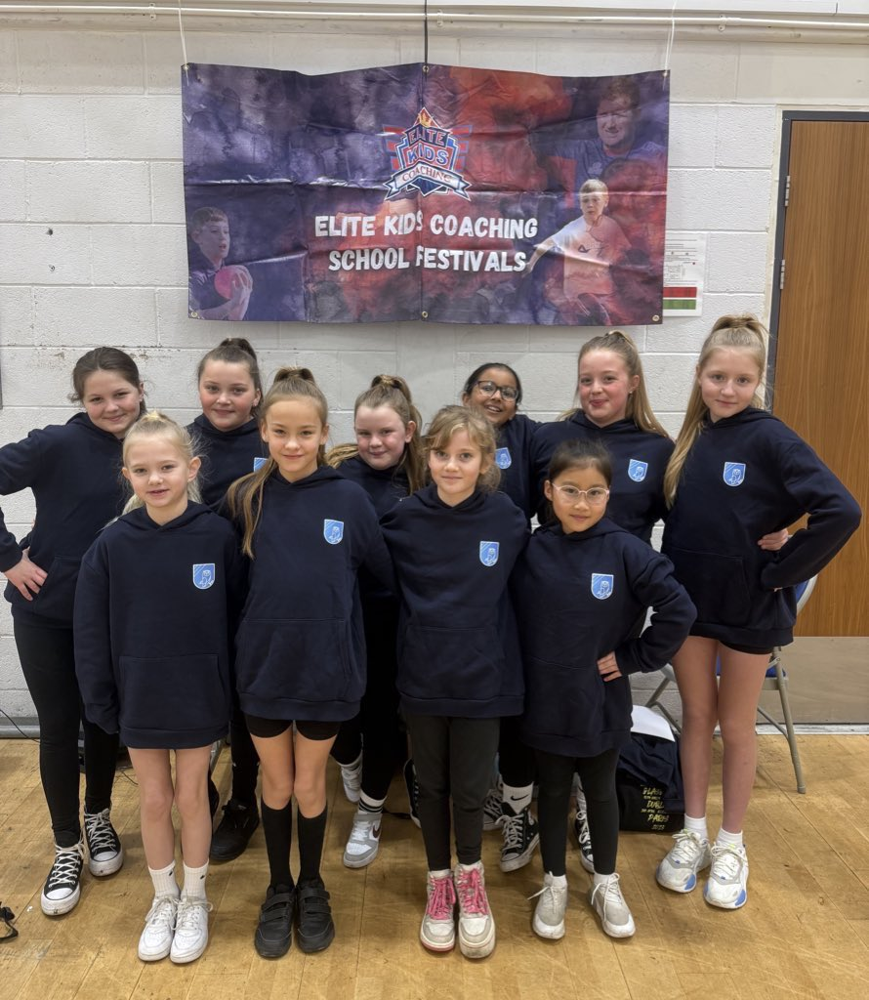 ELITE
KIDS
COACHING
ELITE KIDS COACHING
SCHOOL FESTIVALS